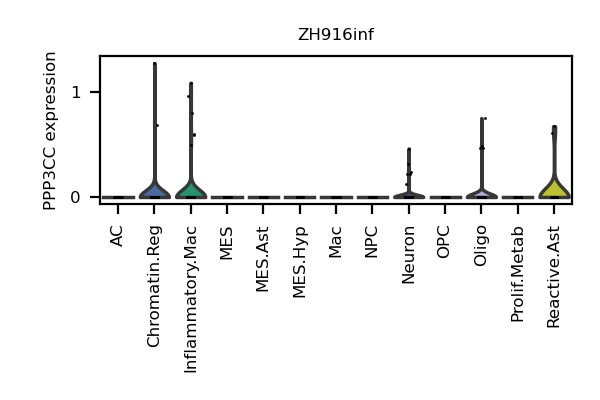 ZH916inf
PPP3CC expression
1
0
AC
Chromatin.Reg
Inflammatory.Mac
MES
MES.Ast
MES.Hyp
Mac
NPC
Neuron
OPC
Oligo
Prolif.Metab
Reactive.Ast